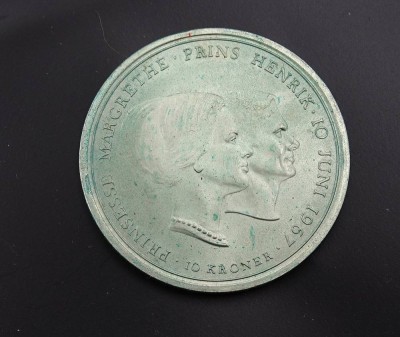 PRINSESSE MARGRETHE · PRINS HENRIK · 10 JUNI 1967
· 10 KRONER ·